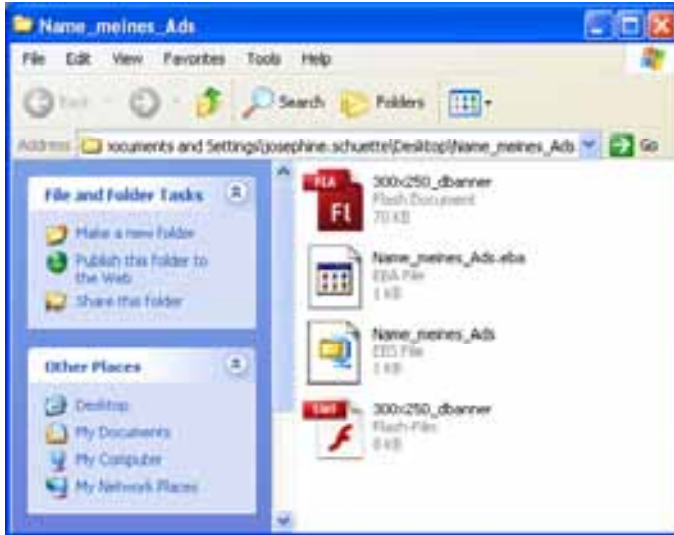 Name_meines_Ads
File Edit View Favorites Tools Help
Back Search Folders
Address ocuments and Settings\josephine.schuette\Desktop\Name_meines_Ads Go
File and Folder Tasks
Make a new folder
Publish this folder to
the Web
Share this folder
Other Places
Desktop
My Documents
My Computer
My Network Places
FLA
Fl
300x250_dbanner
Flash Document
70 KB
Name_meines_Ads.eba
EBA File
1 KB
Name_meines_Ads
EBS File
1 KB
SWF
300x250_dbanner
Flash-Film
8 KB